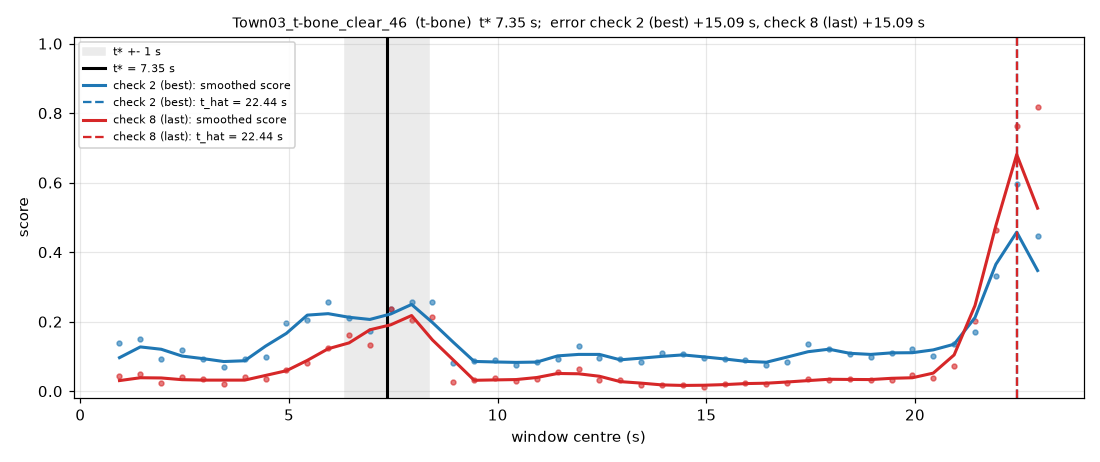 Town03_t-bone_clear_46  (t-bone)  t* 7.35 s;  error check 2 (best) +15.09 s, check 8 (last) +15.09 s
t* +- 1 s
t* = 7.35 s
check 2 (best): smoothed score
check 2 (best): t_hat = 22.44 s
check 8 (last): smoothed score
check 8 (last): t_hat = 22.44 s
score
1.0
0.8
0.6
0.4
0.2
0.0
0 5 10 15 20
window centre (s)